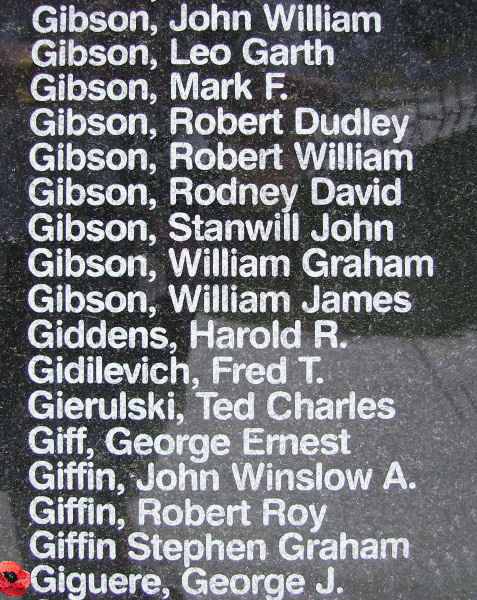 Gibson, John William
Gibson, Leo Garth
Gibson, Mark F.
Gibson, Robert Dudley
Gibson, Robert William
Gibson, Rodney David
Gibson, Stanwill John
Gibson, William Graham
Gibson, William James
Giddens, Harold R.
Gidilevich, Fred T.
Gierulski, Ted Charles
Giff, George Ernest
Giffin, John Winslow A.
Giffin, Robert Roy
Giffin Stephen Graham
Giguere, George J.